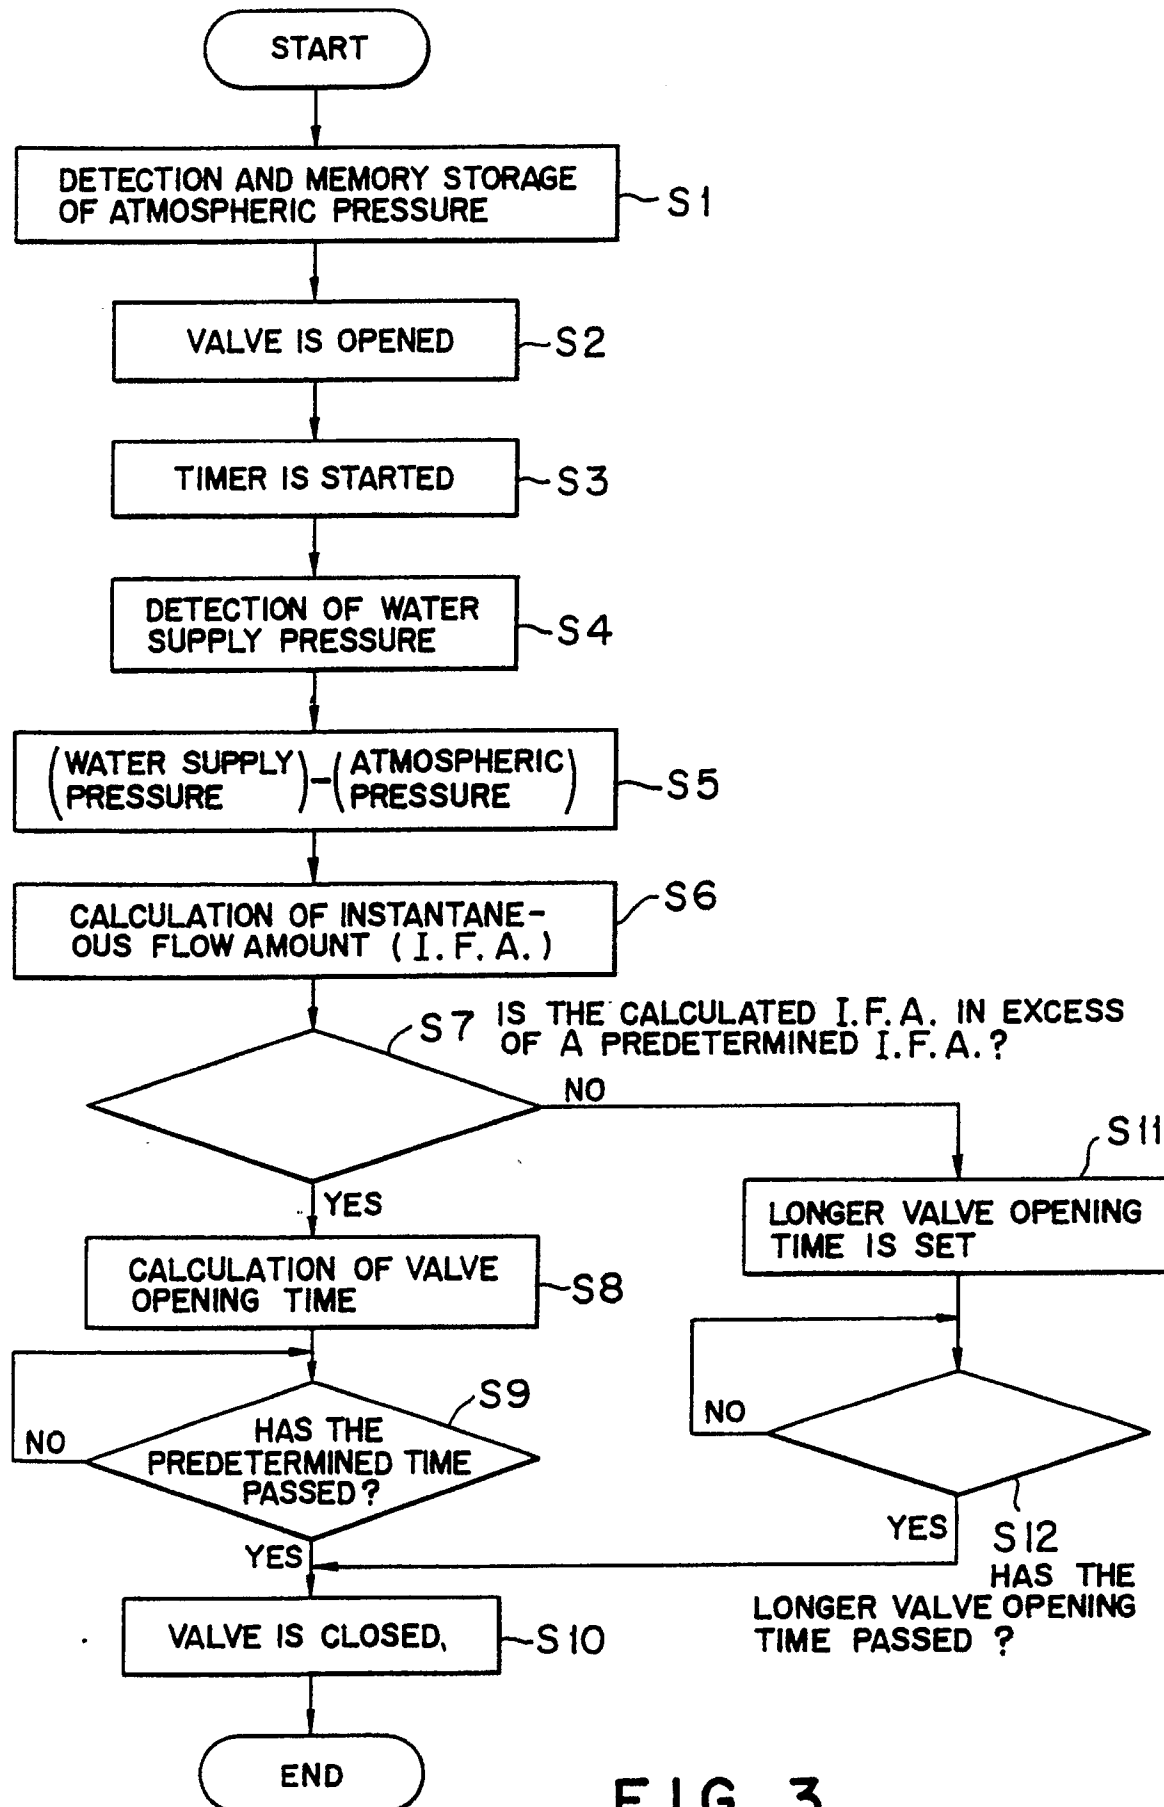 START
DETECTION AND MEMORY STORAGE
OF ATMOSPHERIC PRESSURE
S1
VALVE IS OPENED
S2
TIMER IS STARTED
S3
DETECTION OF WATER
SUPPLY PRESSURE
S4
(WATER SUPPLY PRESSURE) - (ATMOSPHERIC PRESSURE)
S5
CALCULATION OF INSTANTANE-
OUS FLOW AMOUNT (I.F.A.)
S6
S7
IS THE CALCULATED I.F.A. IN EXCESS
OF A PREDETERMINED I.F.A.?
NO
YES
S11
LONGER VALVE OPENING
TIME IS SET
CALCULATION OF VALVE
OPENING TIME
S8
S9
HAS THE
PREDETERMINED TIME
PASSED?
NO
YES
NO
YES
S12
HAS THE
LONGER VALVE OPENING
TIME PASSED ?
VALVE IS CLOSED.
S10
END
FIG. 3